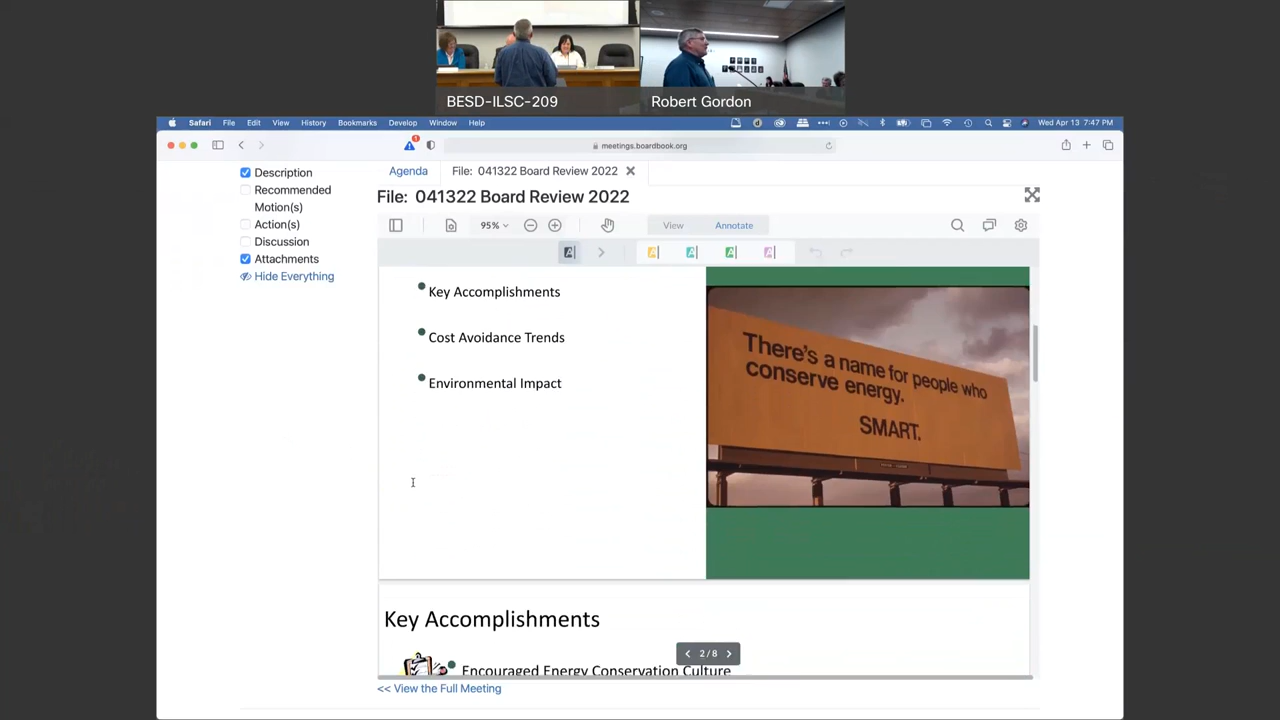 BESD-ILSC-209
Robert Gordon
Safari File Edit View History Bookmarks Develop Window Help
Wed Apr 13 7:47 PM
meetings.boardbook.org
Description
Recommended
Motion(s)
Action(s)
Discussion
Attachments
Hide Everything
Agenda
File: 041322 Board Review 2022
File: 041322 Board Review 2022
95%
View Annotate
Key Accomplishments
Cost Avoidance Trends
Environmental Impact
There's a name for people who
conserve energy.
SMART.
Key Accomplishments
Encouraged Energy Conservation Culture
2/8
<< View the Full Meeting